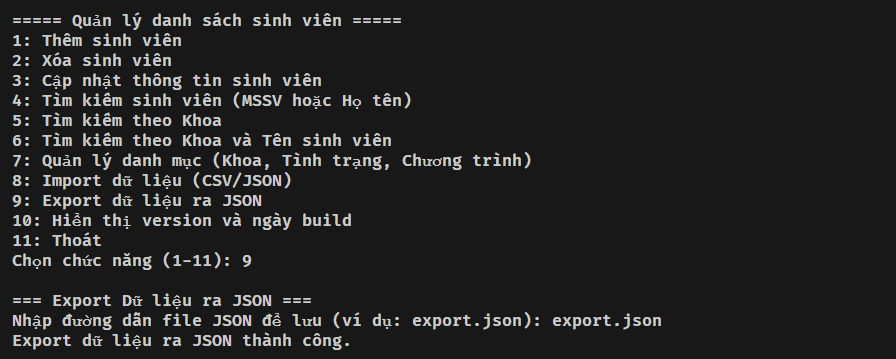 ===== Quản lý danh sách sinh viên =====
1: Thêm sinh viên
2: Xóa sinh viên
3: Cập nhật thông tin sinh viên
4: Tìm kiếm sinh viên (MSSV hoặc Họ tên)
5: Tìm kiếm theo Khoa
6: Tìm kiếm theo Khoa và Tên sinh viên
7: Quản lý danh mục (Khoa, Tình trạng, Chương trình)
8: Import dữ liệu (CSV/JSON)
9: Export dữ liệu ra JSON
10: Hiển thị version và ngày build
11: Thoát
Chọn chức năng (1-11): 9
=== Export Dữ liệu ra JSON ===
Nhập đường dẫn file JSON để lưu (ví dụ: export.json): export.json
Export dữ liệu ra JSON thành công.